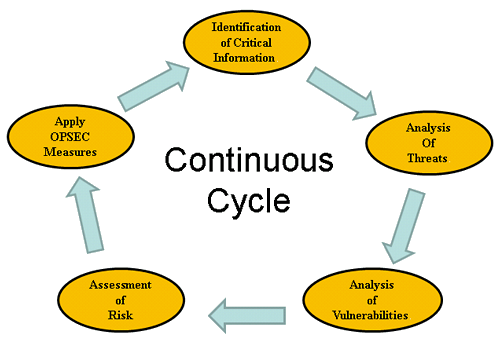 Identification
of Critical
Information
Analysis
Of
Threats
Analysis
of
Vulnerabilities
Assessment
of
Risk
Apply
OPSEC
Measures
Continuous
Cycle